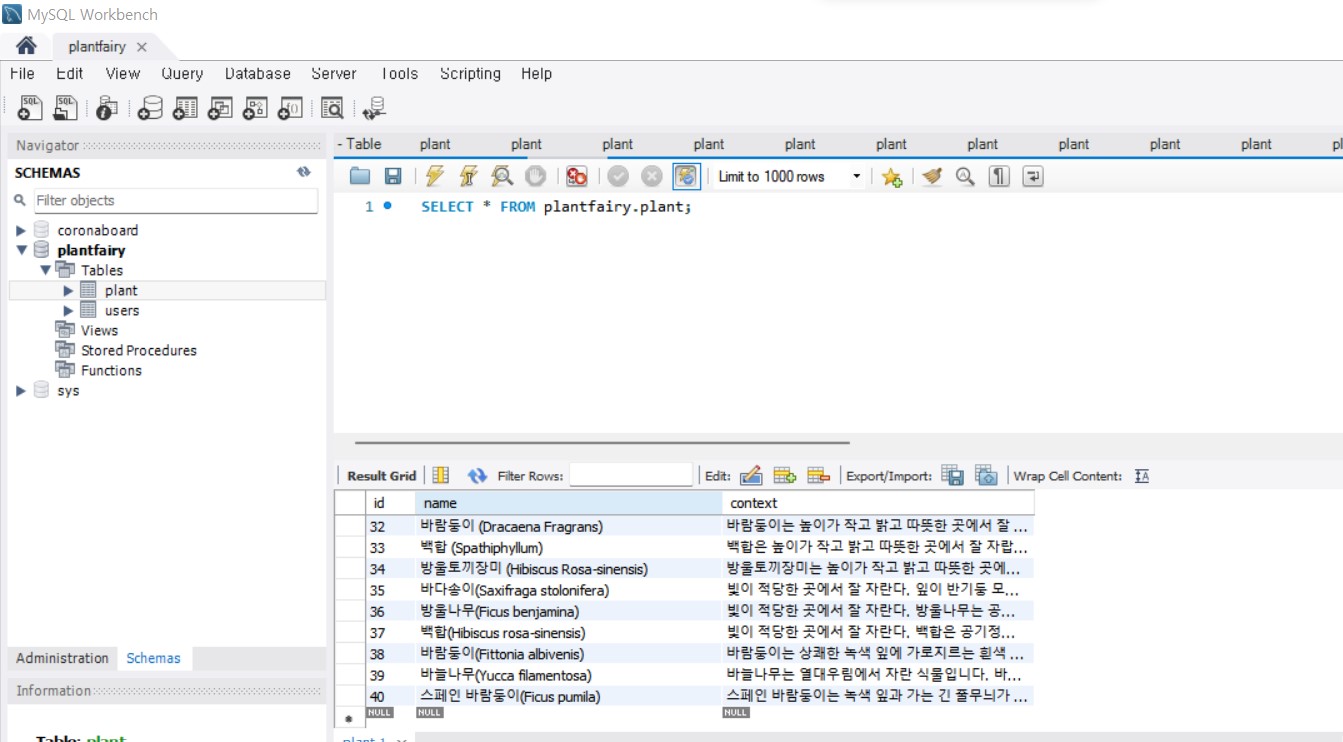 MySQL Workbench
plantfairy
File Edit View Query Database Server Tools Scripting Help
Navigator
SCHEMAS
Filter objects
coronaboard
plantfairy
Tables
plant
users
Views
Stored Procedures
Functions
sys
Administration Schemas
Information
Table: plant
- Table plant plant plant plant plant plant plant plant plant plant pl
Limit to 1000 rows
1 SELECT * FROM plantfairy.plant;
Result Grid Filter Rows: Edit: Export/Import: Wrap Cell Content:
id name context
32 바람둥이 (Dracaena Fragrans) 바람둥이는 높이가 작고 밝고 따뜻한 곳에서 잘 ...
33 백합 (Spathiphyllum) 백합은 높이가 작고 밝고 따뜻한 곳에서 잘 자랍...
34 방울토끼장미 (Hibiscus Rosa-sinensis) 방울토끼장미는 높이가 작고 밝고 따뜻한 곳에...
35 바다송이(Saxifraga stolonifera) 빛이 적당한 곳에서 잘 자란다. 잎이 반기둥 모...
36 방울나무(Ficus benjamina) 빛이 적당한 곳에서 잘 자란다. 방울나무는 공...
37 백합(Hibiscus rosa-sinensis) 빛이 적당한 곳에서 잘 자란다. 백합은 공기정...
38 바람둥이(Fittonia albivenis) 바람둥이는 상쾌한 녹색 잎에 가로지르는 흰색 ...
39 바늘나무(Yucca filamentosa) 바늘나무는 열대우림에서 자란 식물입니다. 바...
40 스페인 바람둥이(Ficus pumila) 스페인 바람둥이는 녹색 잎과 가는 긴 줄무늬가 ...
NULL NULL NULL
plant 1